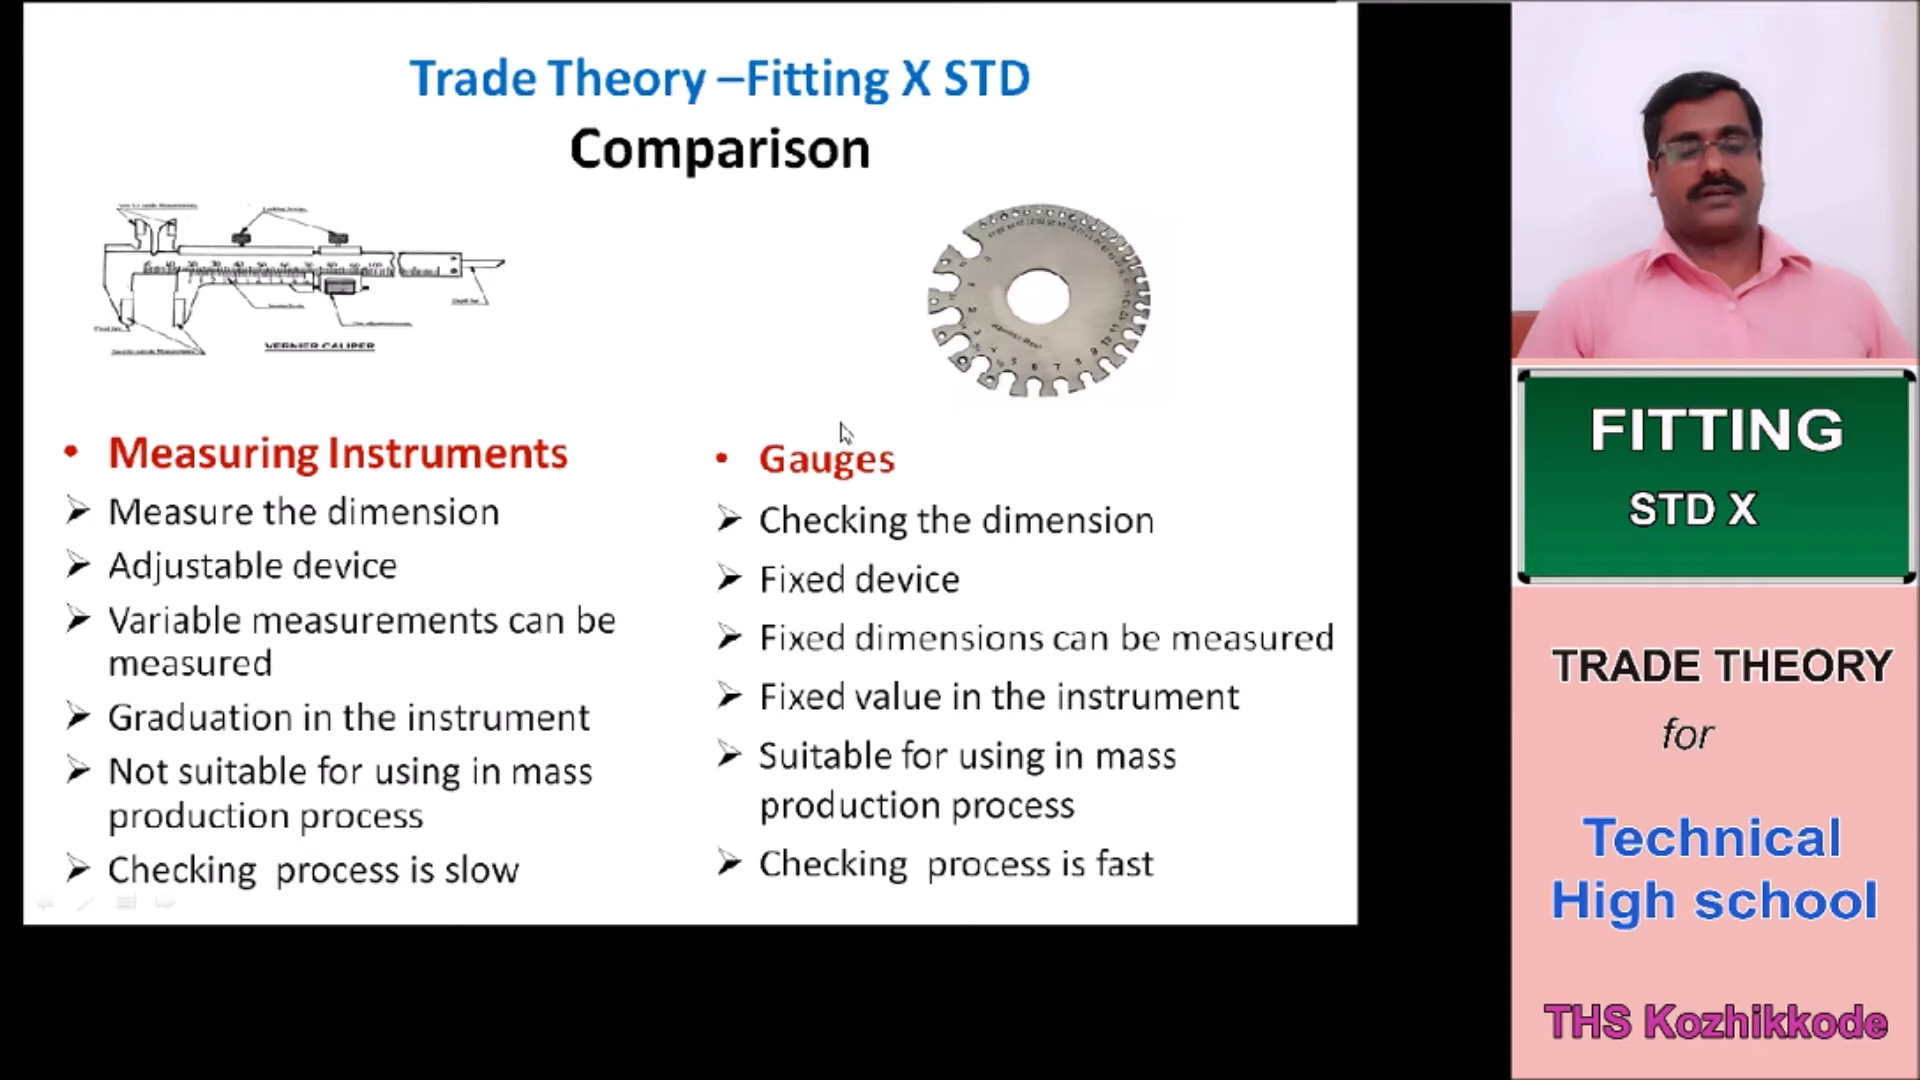 Trade Theory –Fitting X STD
Comparison
VERNIER CALIPER
• Measuring Instruments
➢ Measure the dimension
➢ Adjustable device
➢ Variable measurements can be
measured
➢ Graduation in the instrument
➢ Not suitable for using in mass
production process
➢ Checking process is slow
• Gauges
➢ Checking the dimension
➢ Fixed device
➢ Fixed dimensions can be measured
➢ Fixed value in the instrument
➢ Suitable for using in mass
production process
➢ Checking process is fast
FITTING
STD X
TRADE THEORY
for
Technical
High school
THS Kozhikkode